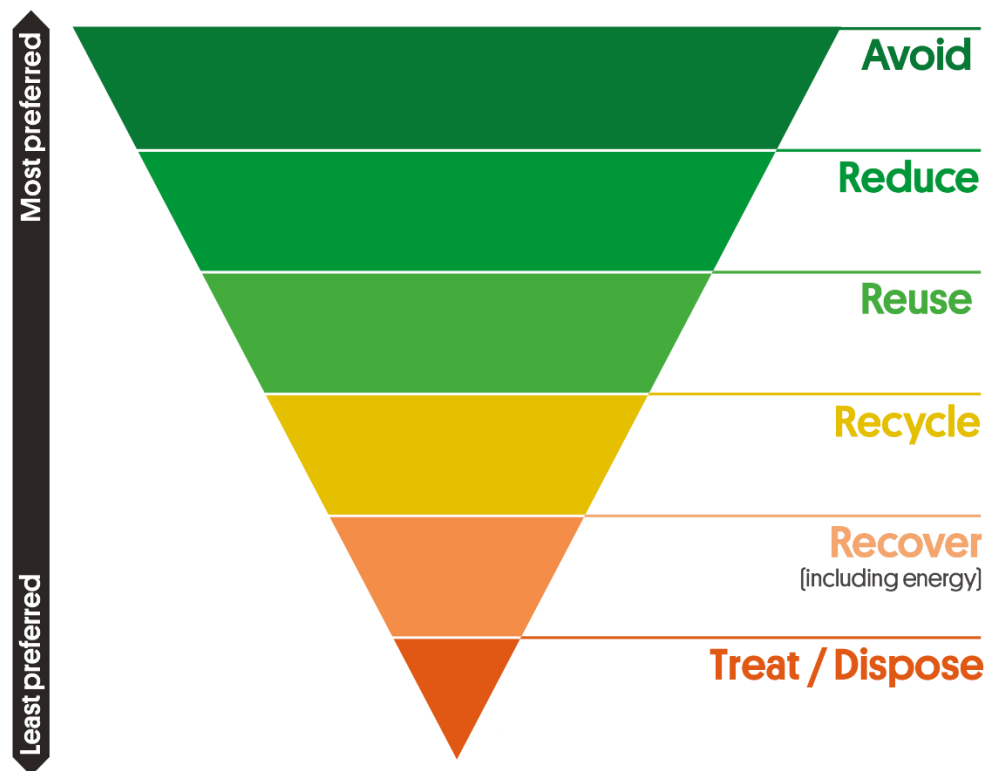 Most preferred
Avoid
Reduce
Reuse
Recycle
Recover
(including energy)
Treat / Dispose
Least preferred